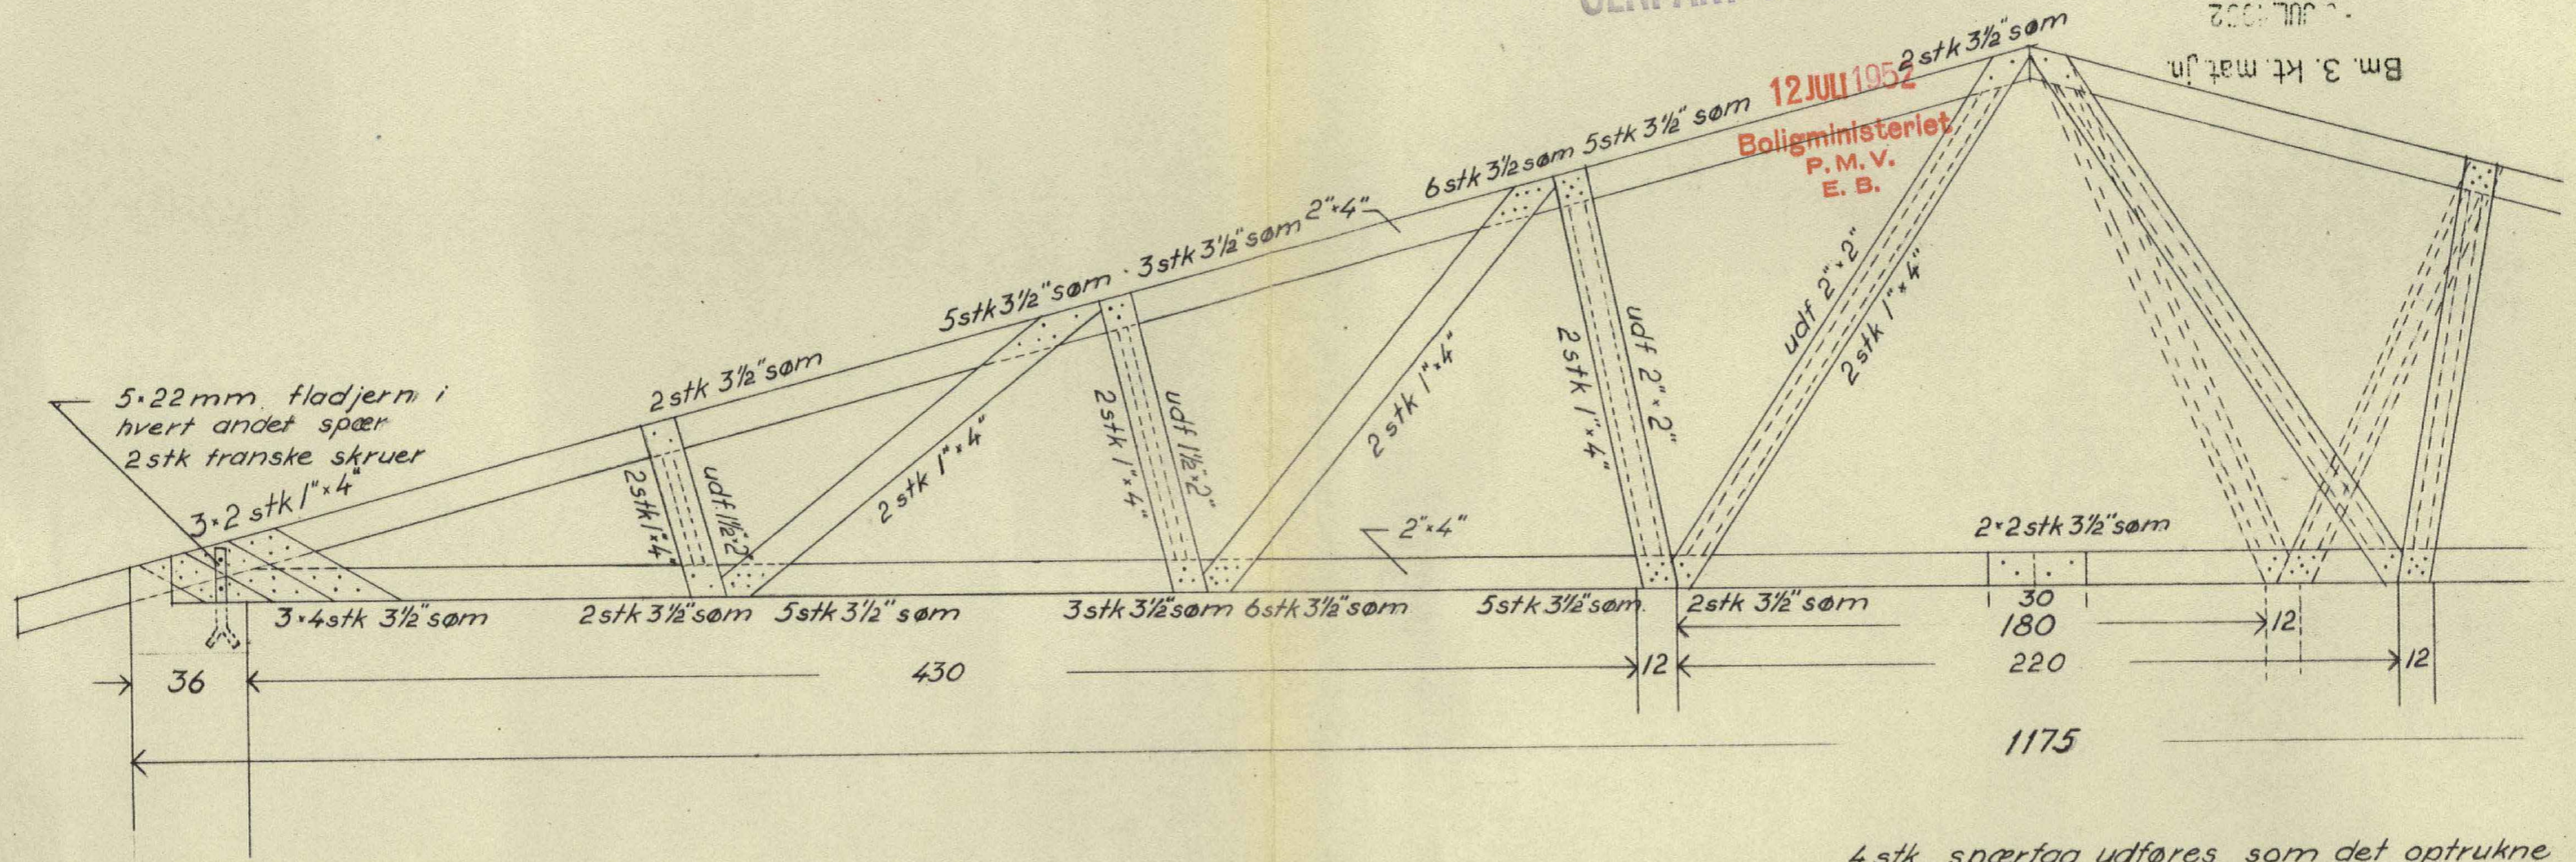 JUL 1952
Bm. 3. kt. mat. jn.
12 JULI 1952
Boligministeriet
P. M. V.
E. B.
2 stk 3½" søm
5 stk 3½" søm
6 stk 3½ søm
2"×4"
3 stk 3½" søm
5 stk 3½" søm
2 stk 3½" søm
5×22 mm. fladjern i
hvert andet spær
2 stk franske skruer
3×2 stk 1"×4"
2 stk 1"×4"
udf. 1½"×2"
2 stk 1"×4"
2 stk 1"×4"
udf 1½"×2"
2 stk 1"×4"
2 stk 1"×4"
udf 2"×2"
udf 2"×2"
2 stk 1"×4"
2"×4"
2×2 stk 3½" søm
3×4 stk 3½" søm
2 stk 3½" søm
5 stk 3½" søm
3 stk 3½" søm
6 stk 3½" søm
5 stk 3½" søm
2 stk 3½" søm
30
180
12
36
430
12
220
12
1175
4 stk spærfag udføres som det optrukne